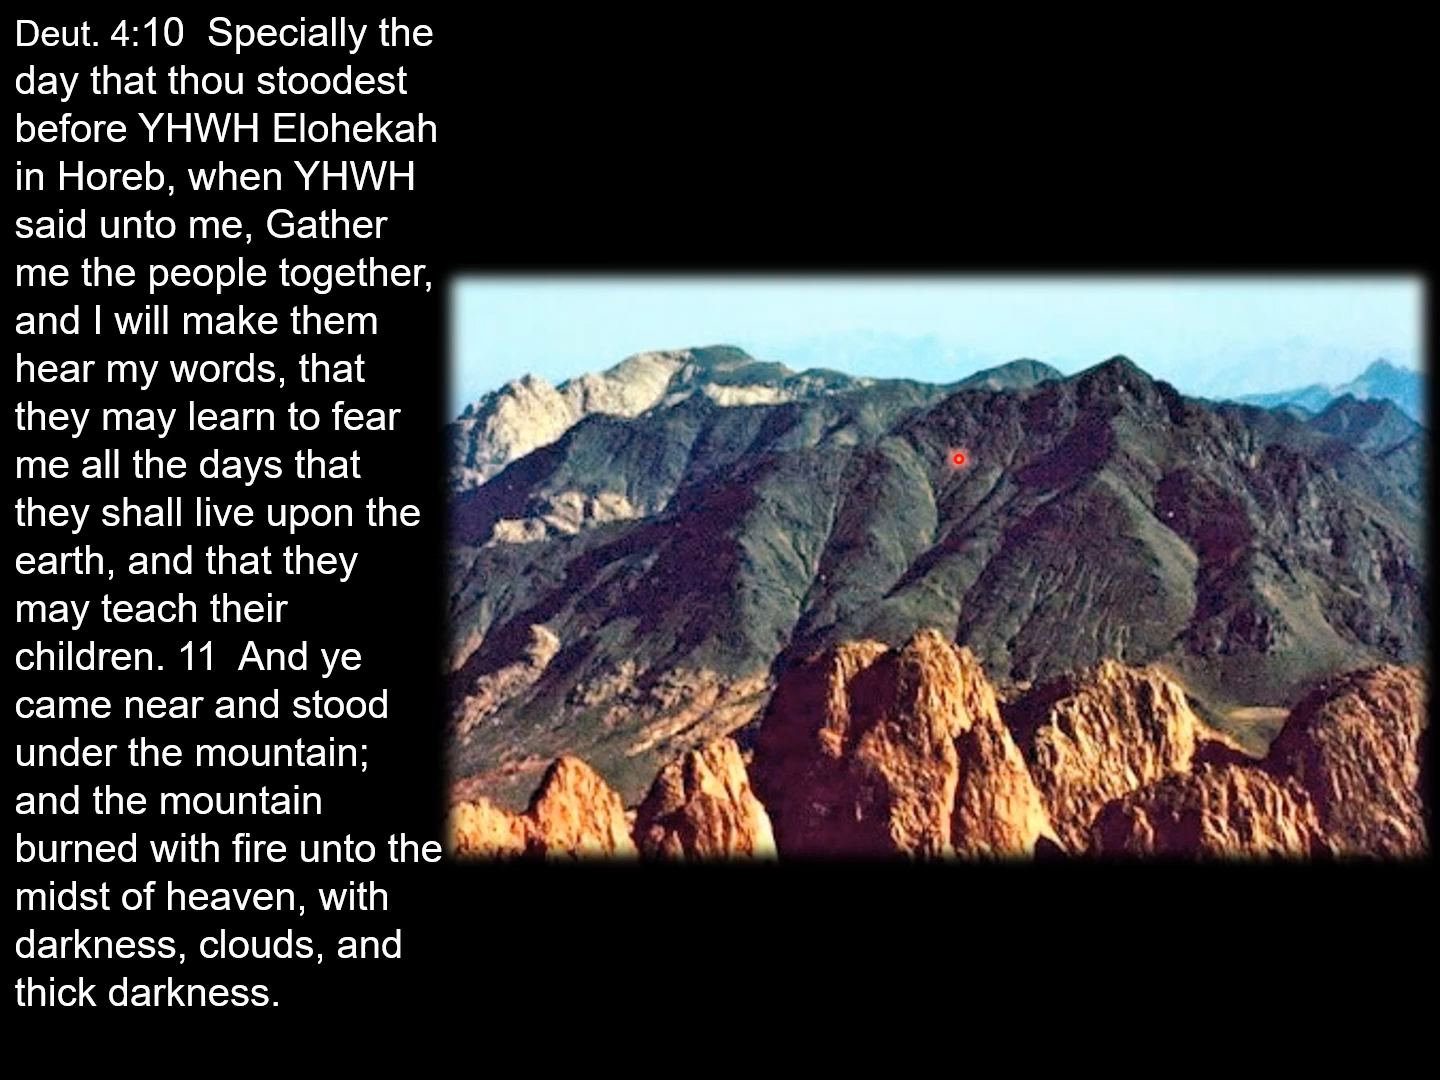 Deut. 4:10  Specially the
day that thou stoodest
before YHWH Elohekah
in Horeb, when YHWH
said unto me, Gather
me the people together,
and I will make them
hear my words, that
they may learn to fear
me all the days that
they shall live upon the
earth, and that they
may teach their
children. 11  And ye
came near and stood
under the mountain;
and the mountain
burned with fire unto the
midst of heaven, with
darkness, clouds, and
thick darkness.